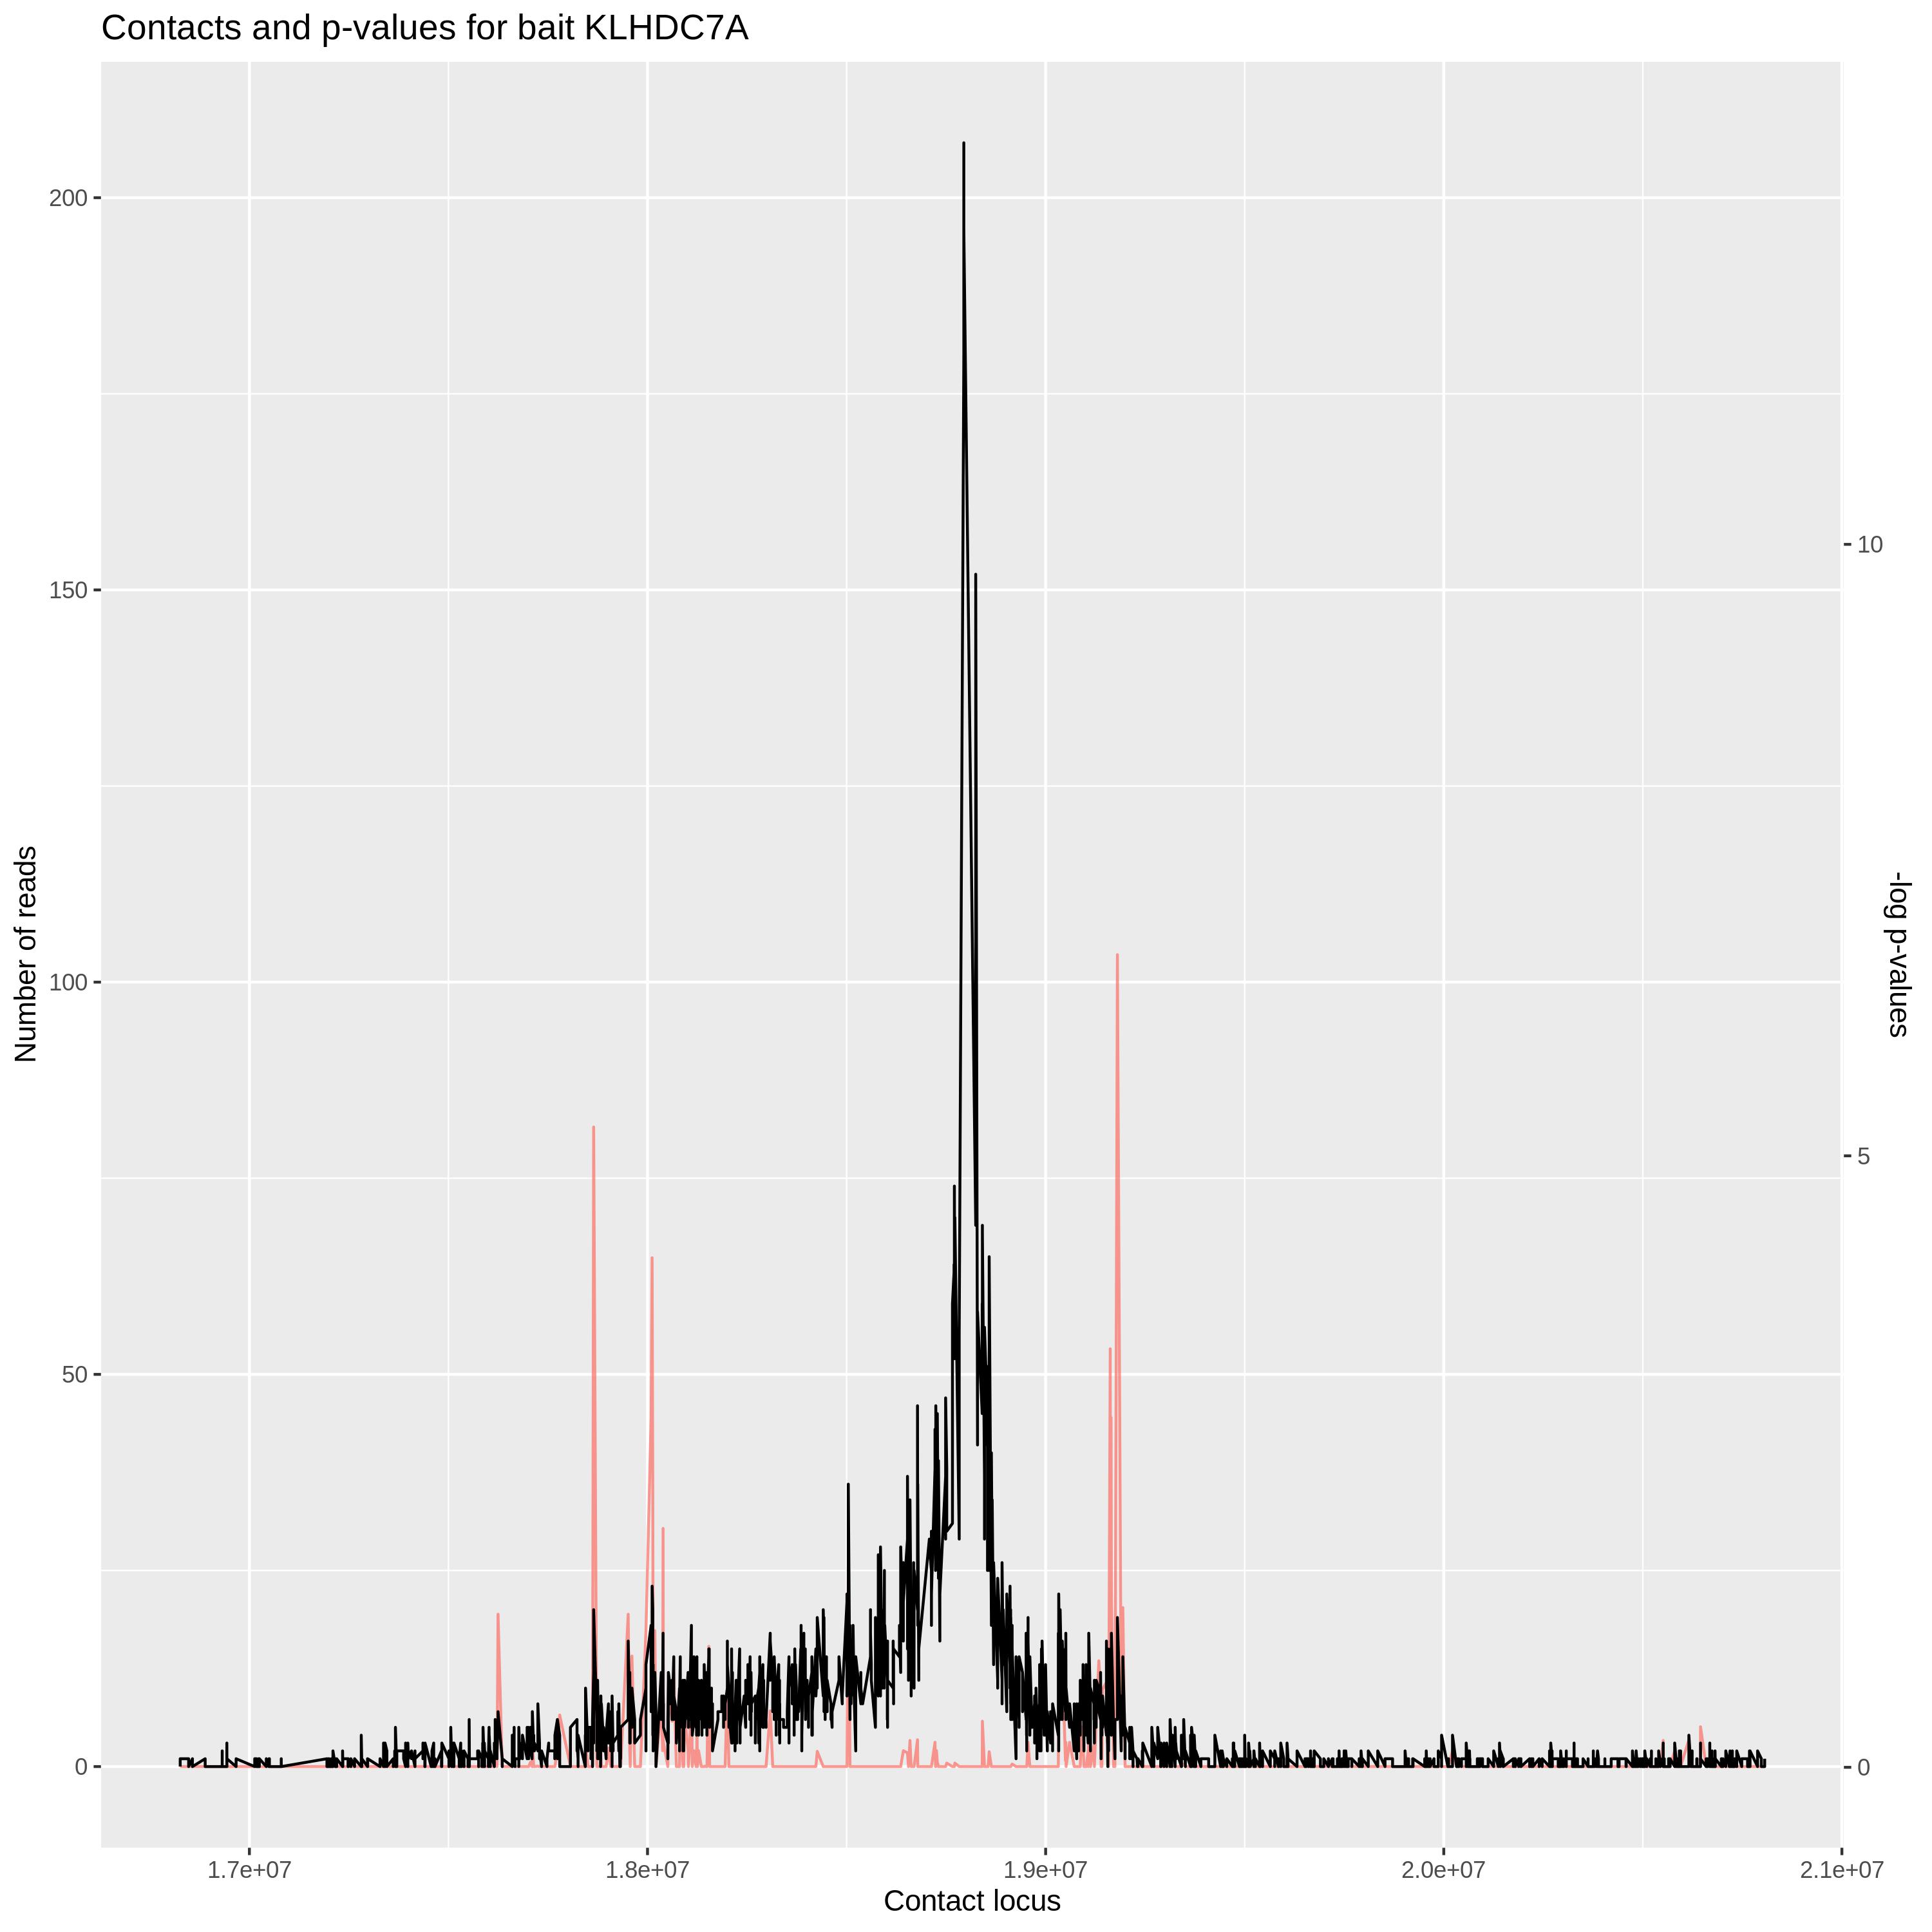 Contacts and p-values for bait KLHDC7A
200
150
100
50
0
Number of reads
10
5
0
-log p-values
1.7e+07 1.8e+07 1.9e+07 2.0e+07 2.1e+07
Contact locus